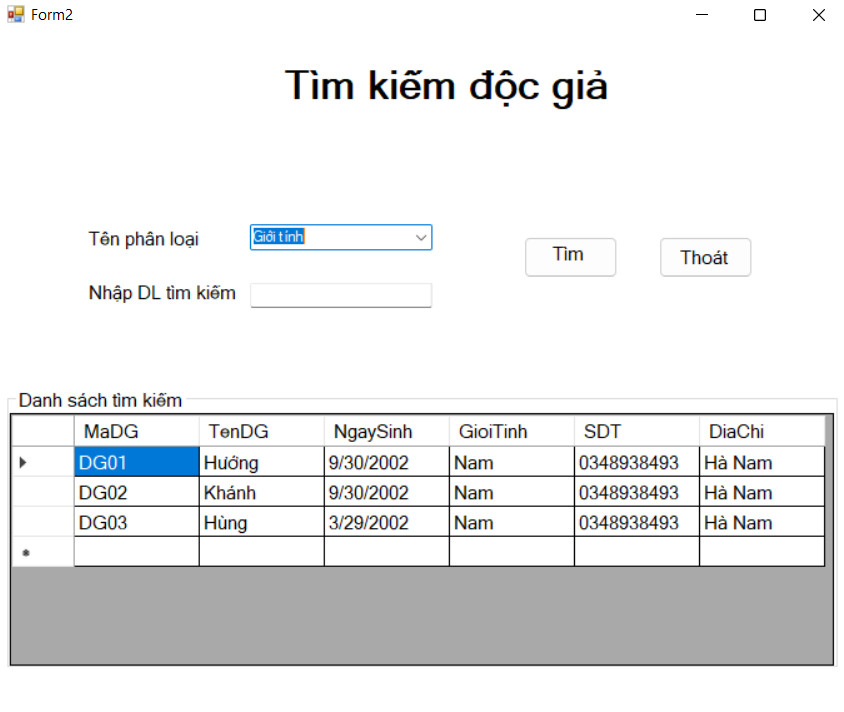 Form2
Tìm kiếm độc giả
Tên phân loại Giới tính
Tìm Thoát
Nhập DL tìm kiếm
Danh sách tìm kiếm
MaDG TenDG NgaySinh GioiTinh SDT DiaChi
DG01 Hướng 9/30/2002 Nam 0348938493 Hà Nam
DG02 Khánh 9/30/2002 Nam 0348938493 Hà Nam
DG03 Hùng 3/29/2002 Nam 0348938493 Hà Nam